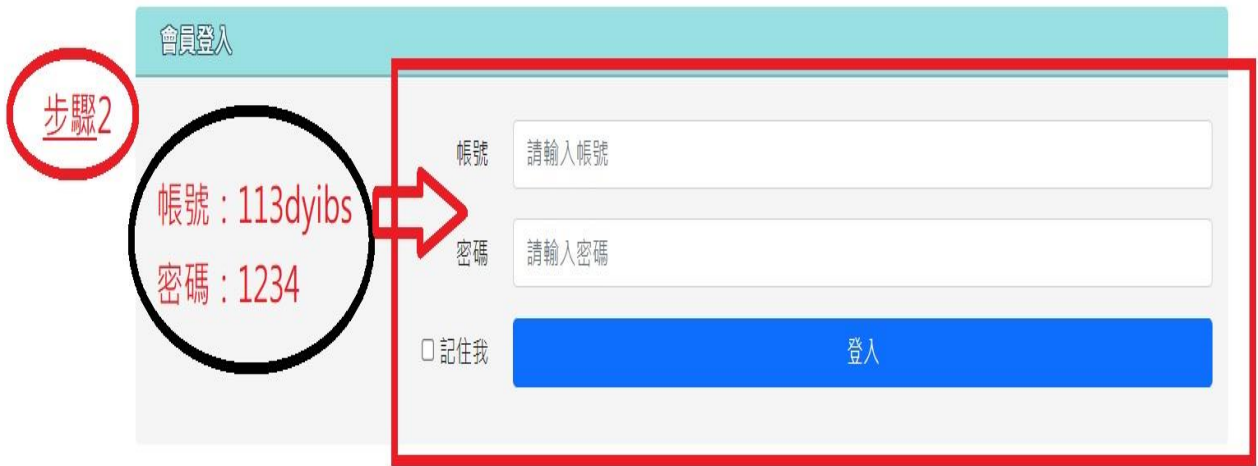 會員登入
步驟2
帳號：113dyibs
密碼：1234
帳號 請輸入帳號
密碼 請輸入密碼
記住我 登入